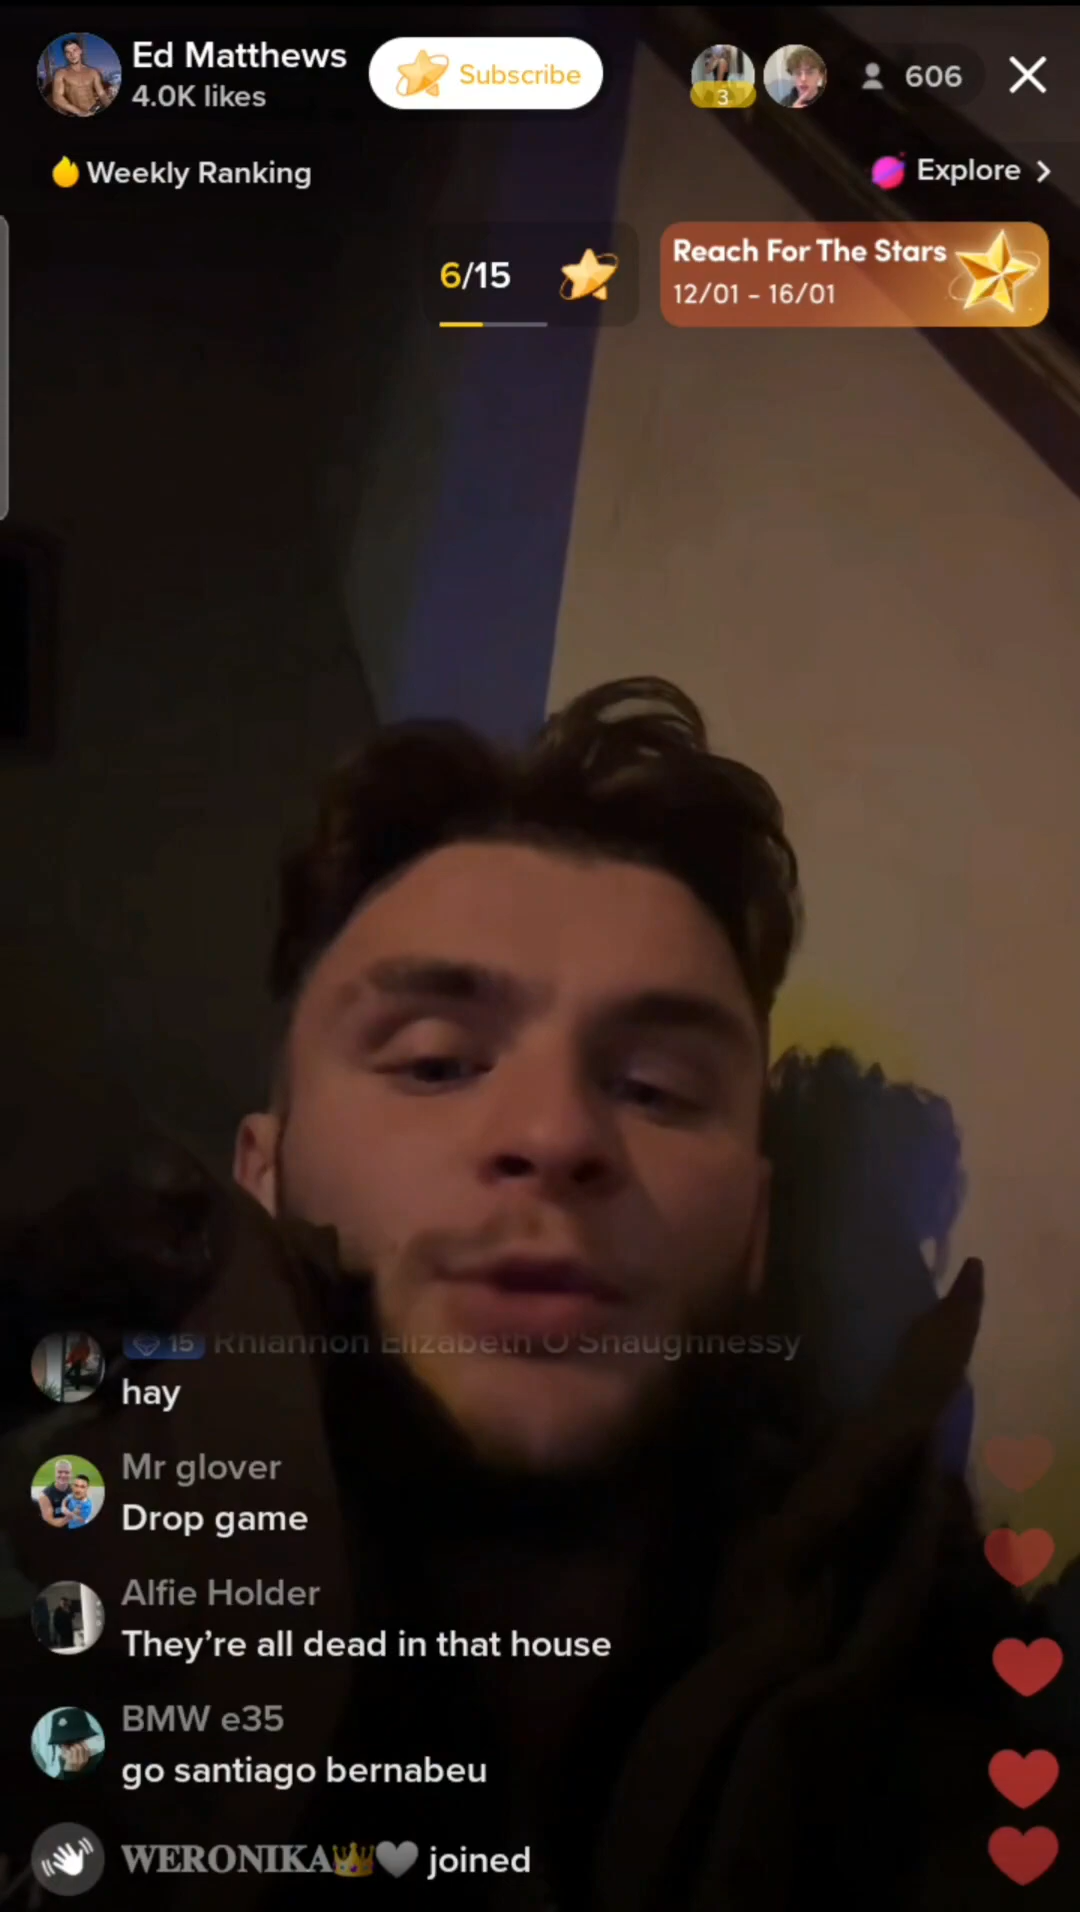 Ed Matthews
4.0K likes
Subscribe
3
606
Weekly Ranking
Explore
6/15
Reach For The Stars
12/01 - 16/01
15 Rhiannon Elizabeth O'Shaughnessy
hay
Mr glover
Drop game
Alfie Holder
They're all dead in that house
BMW e35
go santiago bernabeu
WERONIKA👑🤍 joined